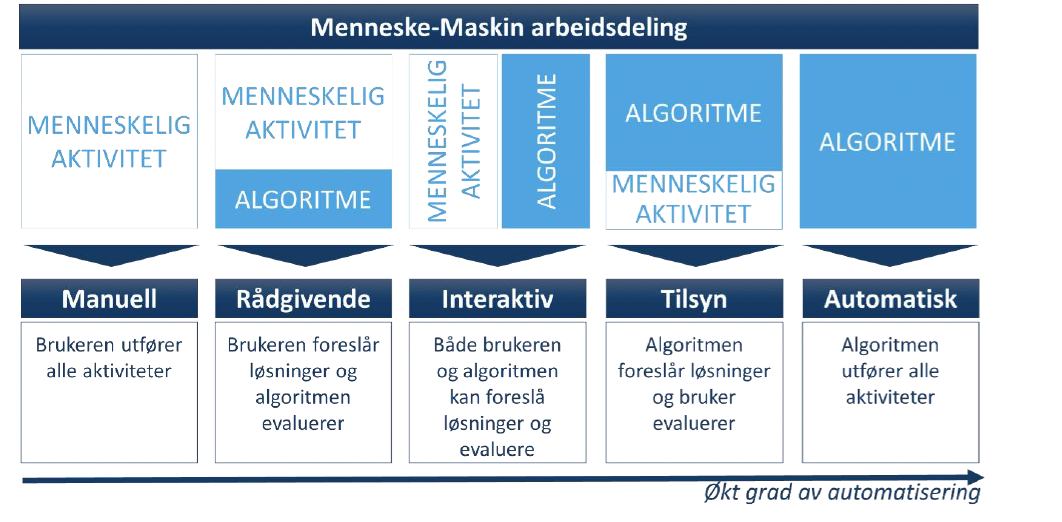 Menneske-Maskin arbeidsdeling
MENNESKELIG
AKTIVITET
MENNESKELIG
AKTIVITET
ALGORITME
MENNESKELIG
AKTIVITET
ALGORITME
ALGORITME
MENNESKELIG
AKTIVITET
ALGORITME
Manuell
Brukeren utfører
alle aktiviteter
Rådgivende
Brukeren foreslår
løsninger og
algoritmen
evaluerer
Interaktiv
Både brukeren
og algoritmen
kan foreslå
løsninger og
evaluere
Tilsyn
Algoritmen
foreslår løsninger
og bruker
evaluerer
Automatisk
Algoritmen
utfører alle
aktiviteter
Økt grad av automatisering